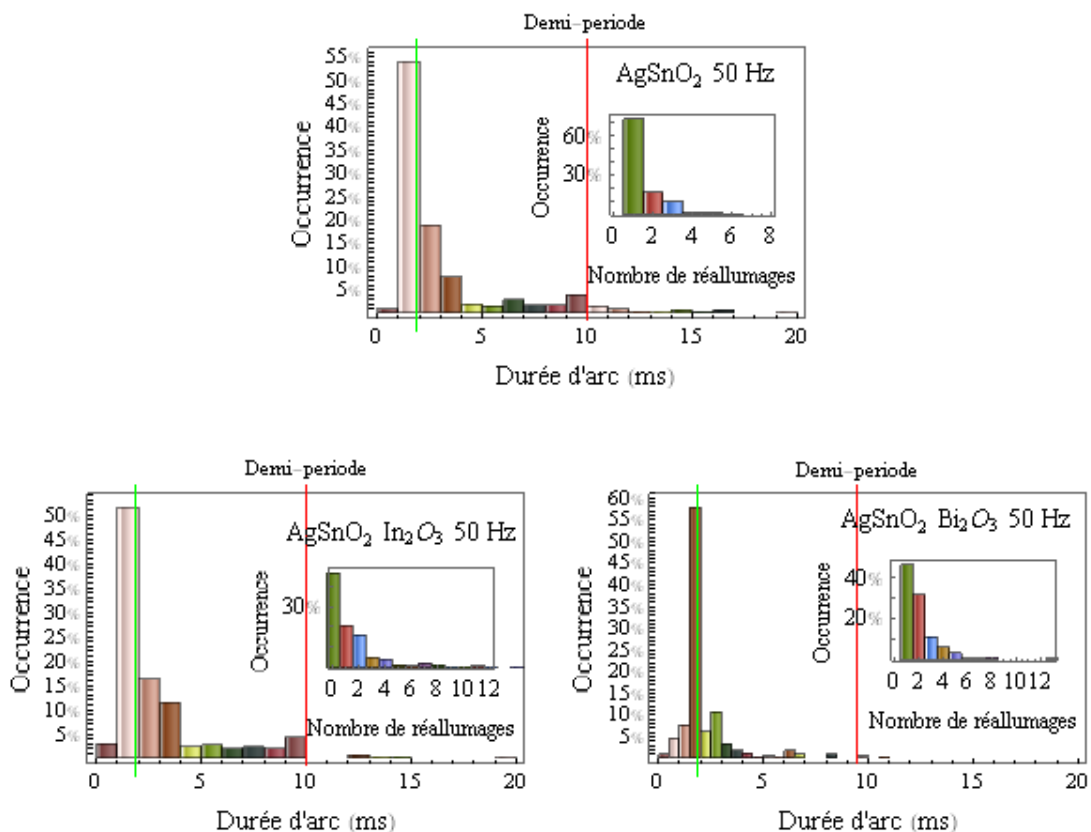 Demi-periode
AgSnO₂ 50 Hz
55%
50%
45%
40%
35%
30%
25%
20%
15%
10%
5%
Occurrence
0 5 10 15 20
Durée d'arc (ms)
60%
30%
Occurrence
0 2 4 6 8
Nombre de réallumages
Demi-periode
AgSnO₂ In₂O₃ 50 Hz
50%
45%
40%
35%
30%
25%
20%
15%
10%
5%
Occurrence
0 5 10 15 20
Durée d'arc (ms)
30%
Occurrence
0 2 4 6 8 10 12
Nombre de réallumages
Demi-periode
AgSnO₂ Bi₂O₃ 50 Hz
60%
55%
50%
45%
40%
35%
30%
25%
20%
15%
10%
5%
Occurrence
0 5 10 15 20
Durée d'arc (ms)
40%
20%
Occurrence
0 2 4 6 8 10 12
Nombre de réallumages